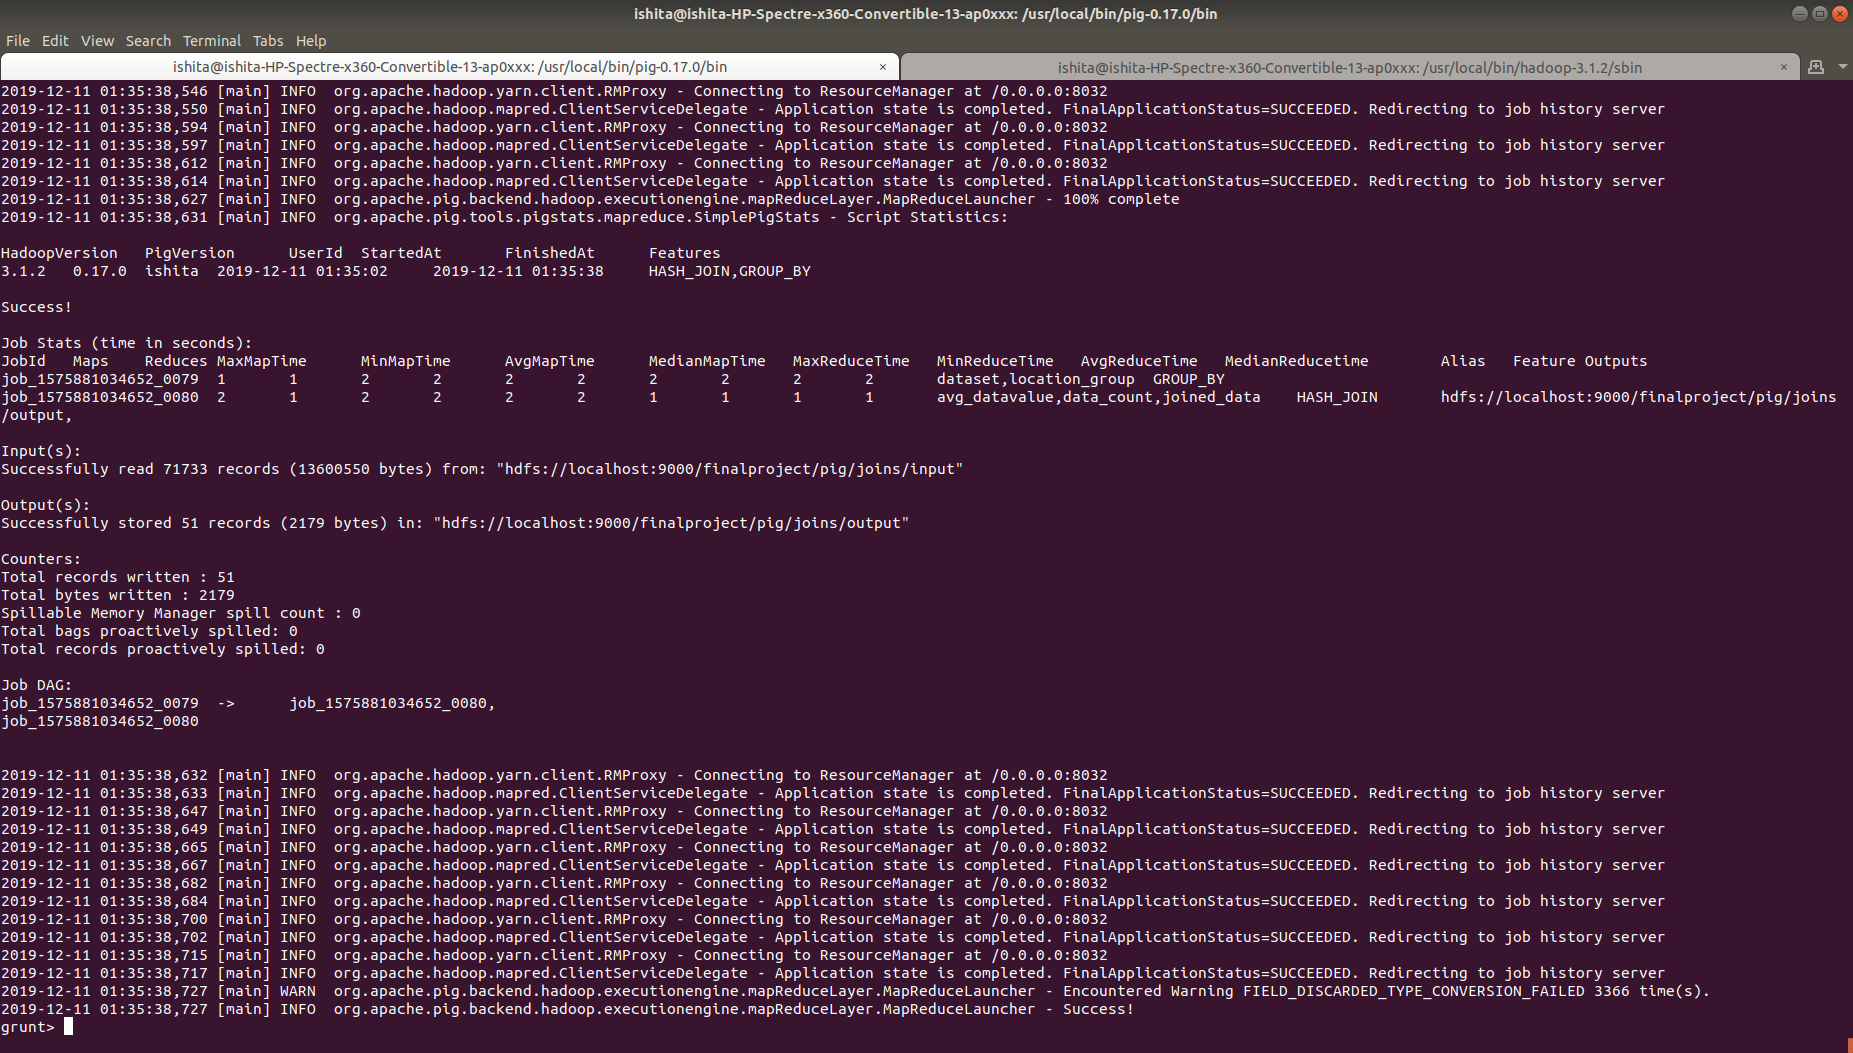 ishita@ishita-HP-Spectre-x360-Convertible-13-ap0xxx: /usr/local/bin/pig-0.17.0/bin
File Edit View Search Terminal Tabs Help
ishita@ishita-HP-Spectre-x360-Convertible-13-ap0xxx: /usr/local/bin/pig-0.17.0/bin × ishita@ishita-HP-Spectre-x360-Convertible-13-ap0xxx: /usr/local/bin/hadoop-3.1.2/sbin ×
2019-12-11 01:35:38,546 [main] INFO  org.apache.hadoop.yarn.client.RMProxy - Connecting to ResourceManager at /0.0.0.0:8032
2019-12-11 01:35:38,550 [main] INFO  org.apache.hadoop.mapred.ClientServiceDelegate - Application state is completed. FinalApplicationStatus=SUCCEEDED. Redirecting to job history server
2019-12-11 01:35:38,594 [main] INFO  org.apache.hadoop.yarn.client.RMProxy - Connecting to ResourceManager at /0.0.0.0:8032
2019-12-11 01:35:38,597 [main] INFO  org.apache.hadoop.mapred.ClientServiceDelegate - Application state is completed. FinalApplicationStatus=SUCCEEDED. Redirecting to job history server
2019-12-11 01:35:38,612 [main] INFO  org.apache.hadoop.yarn.client.RMProxy - Connecting to ResourceManager at /0.0.0.0:8032
2019-12-11 01:35:38,614 [main] INFO  org.apache.hadoop.mapred.ClientServiceDelegate - Application state is completed. FinalApplicationStatus=SUCCEEDED. Redirecting to job history server
2019-12-11 01:35:38,627 [main] INFO  org.apache.pig.backend.hadoop.executionengine.mapReduceLayer.MapReduceLauncher - 100% complete
2019-12-11 01:35:38,631 [main] INFO  org.apache.pig.tools.pigstats.mapreduce.SimplePigStats - Script Statistics:
HadoopVersion   PigVersion      UserId  StartedAt       FinishedAt      Features
3.1.2   0.17.0  ishita  2019-12-11 01:35:02     2019-12-11 01:35:38     HASH_JOIN,GROUP_BY
Success!
Job Stats (time in seconds):
JobId   Maps    Reduces MaxMapTime      MinMapTime      AvgMapTime      MedianMapTime   MaxReduceTime   MinReduceTime   AvgReduceTime   MedianReducetime        Alias   Feature Outputs
job_1575881034652_0079  1       1       2       2       2       2       2       2       2       2       dataset,location_group  GROUP_BY
job_1575881034652_0080  2       1       2       2       2       2       1       1       1       1       avg_datavalue,data_count,joined_data    HASH_JOIN       hdfs://localhost:9000/finalproject/pig/joins
/output,
Input(s):
Successfully read 71733 records (13600550 bytes) from: "hdfs://localhost:9000/finalproject/pig/joins/input"
Output(s):
Successfully stored 51 records (2179 bytes) in: "hdfs://localhost:9000/finalproject/pig/joins/output"
Counters:
Total records written : 51
Total bytes written : 2179
Spillable Memory Manager spill count : 0
Total bags proactively spilled: 0
Total records proactively spilled: 0
Job DAG:
job_1575881034652_0079  ->      job_1575881034652_0080,
job_1575881034652_0080
2019-12-11 01:35:38,632 [main] INFO  org.apache.hadoop.yarn.client.RMProxy - Connecting to ResourceManager at /0.0.0.0:8032
2019-12-11 01:35:38,633 [main] INFO  org.apache.hadoop.mapred.ClientServiceDelegate - Application state is completed. FinalApplicationStatus=SUCCEEDED. Redirecting to job history server
2019-12-11 01:35:38,647 [main] INFO  org.apache.hadoop.yarn.client.RMProxy - Connecting to ResourceManager at /0.0.0.0:8032
2019-12-11 01:35:38,649 [main] INFO  org.apache.hadoop.mapred.ClientServiceDelegate - Application state is completed. FinalApplicationStatus=SUCCEEDED. Redirecting to job history server
2019-12-11 01:35:38,665 [main] INFO  org.apache.hadoop.yarn.client.RMProxy - Connecting to ResourceManager at /0.0.0.0:8032
2019-12-11 01:35:38,667 [main] INFO  org.apache.hadoop.mapred.ClientServiceDelegate - Application state is completed. FinalApplicationStatus=SUCCEEDED. Redirecting to job history server
2019-12-11 01:35:38,682 [main] INFO  org.apache.hadoop.yarn.client.RMProxy - Connecting to ResourceManager at /0.0.0.0:8032
2019-12-11 01:35:38,684 [main] INFO  org.apache.hadoop.mapred.ClientServiceDelegate - Application state is completed. FinalApplicationStatus=SUCCEEDED. Redirecting to job history server
2019-12-11 01:35:38,700 [main] INFO  org.apache.hadoop.yarn.client.RMProxy - Connecting to ResourceManager at /0.0.0.0:8032
2019-12-11 01:35:38,702 [main] INFO  org.apache.hadoop.mapred.ClientServiceDelegate - Application state is completed. FinalApplicationStatus=SUCCEEDED. Redirecting to job history server
2019-12-11 01:35:38,715 [main] INFO  org.apache.hadoop.yarn.client.RMProxy - Connecting to ResourceManager at /0.0.0.0:8032
2019-12-11 01:35:38,717 [main] INFO  org.apache.hadoop.mapred.ClientServiceDelegate - Application state is completed. FinalApplicationStatus=SUCCEEDED. Redirecting to job history server
2019-12-11 01:35:38,727 [main] WARN  org.apache.pig.backend.hadoop.executionengine.mapReduceLayer.MapReduceLauncher - Encountered Warning FIELD_DISCARDED_TYPE_CONVERSION_FAILED 3366 time(s).
2019-12-11 01:35:38,727 [main] INFO  org.apache.pig.backend.hadoop.executionengine.mapReduceLayer.MapReduceLauncher - Success!
grunt>